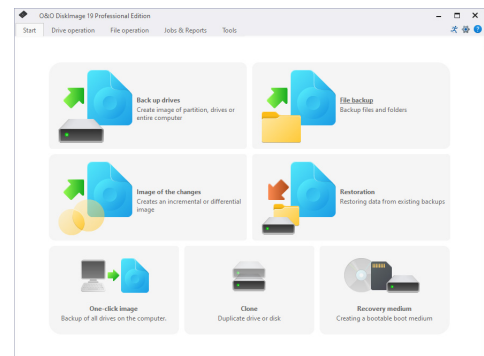 O&O DiskImage 19 Professional Edition
Start Drive operation File operation Jobs & Reports Tools
Back up drives
Create image of partition, drives or
entire computer
File backup
Backup files and folders
Image of the changes
Creates an incremental or differential
image
Restoration
Restoring data from existing backups
One-click image
Backup of all drives on the computer.
Clone
Duplicate drive or disk
Recovery medium
Creating a bootable boot medium